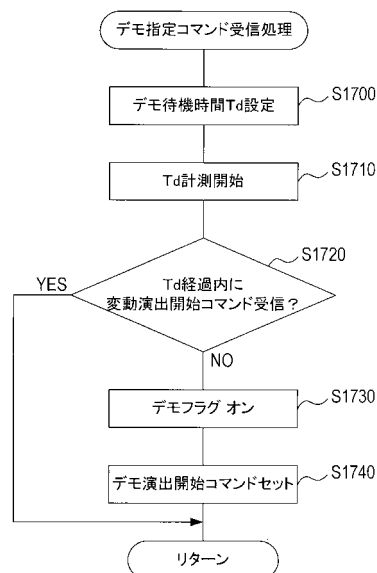 デモ指定コマンド受信処理
デモ待機時間Td設定
S1700
Td計測開始
S1710
S1720
Td経過内に
変動演出開始コマンド受信?
YES
NO
デモフラグ オン
S1730
デモ演出開始コマンドセット
S1740
リターン